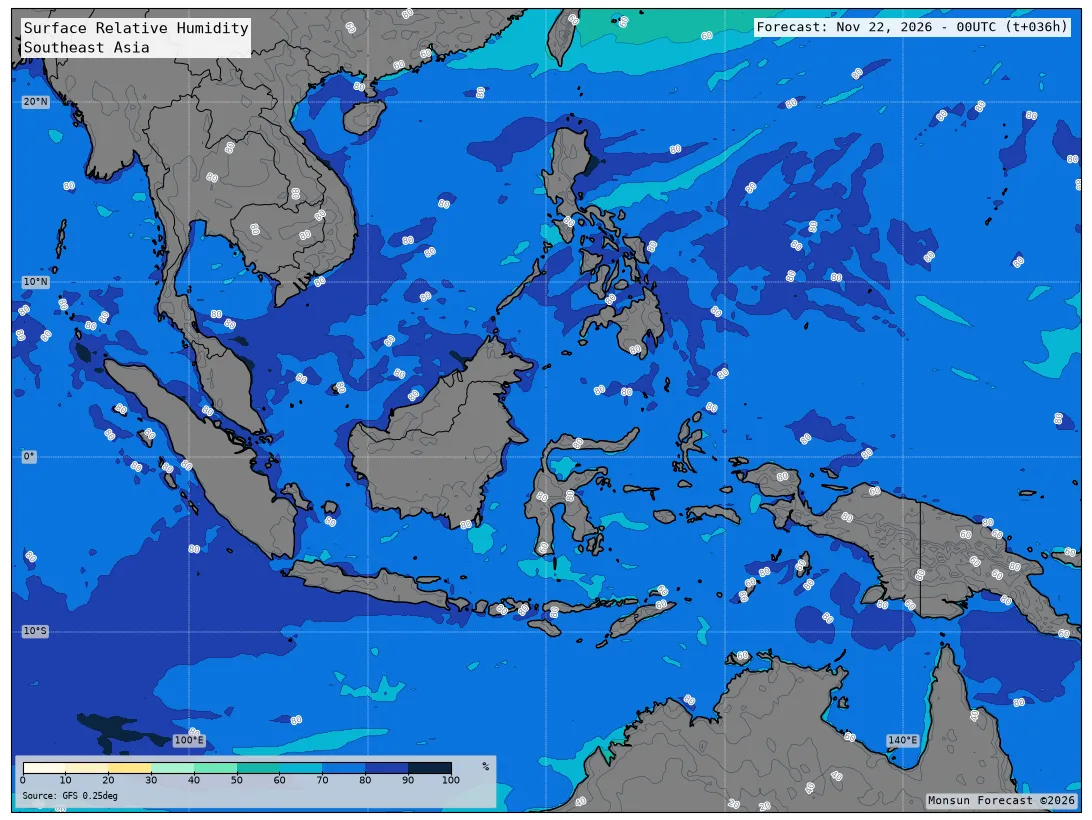 Surface Relative Humidity
Southeast Asia
Forecast: Nov 22, 2026 - 00UTC (t+036h)
20°N
10°N
0°
10°S
100°E
140°E
0 10 20 30 40 50 60 70 80 90 100
%
Source: GFS 0.25deg
Monsun Forecast ©2026